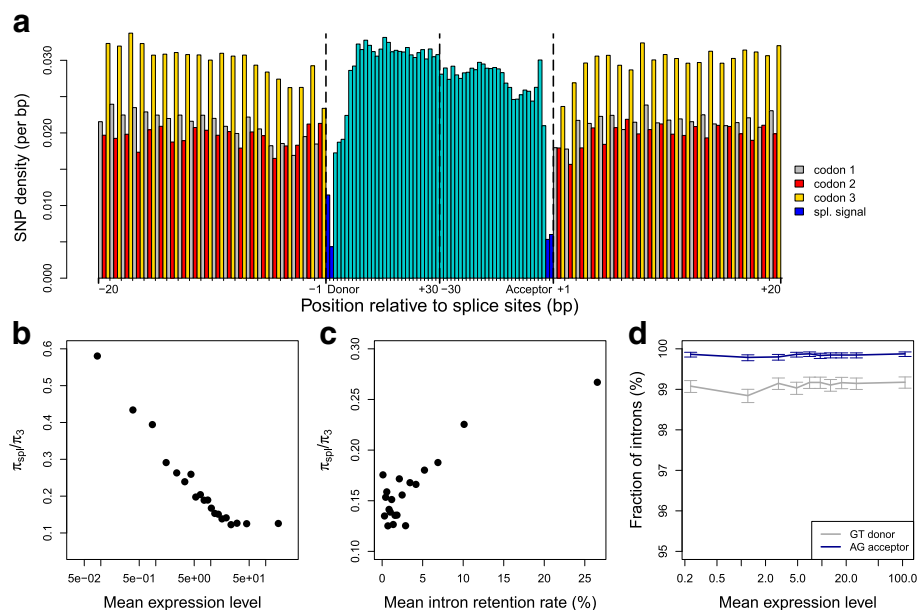 a
SNP density (per bp)
0.030
0.020
0.010
0.000
−20 −1 Donor +30 −30 Acceptor +1 +20
Position relative to splice sites (bp)
codon 1
codon 2
codon 3
spl. signal
b
πspl/π3
0.6
0.5
0.4
0.3
0.2
0.1
5e−02 5e−01 5e+00 5e+01
Mean expression level
c
πspl/π3
0.30
0.25
0.20
0.15
0.10
0 5 10 15 20 25
Mean intron retention rate (%)
d
Fraction of introns (%)
100
99
98
96
95
GT donor
AG acceptor
0.2 0.5 2.0 5.0 20.0 100.0
Mean expression level